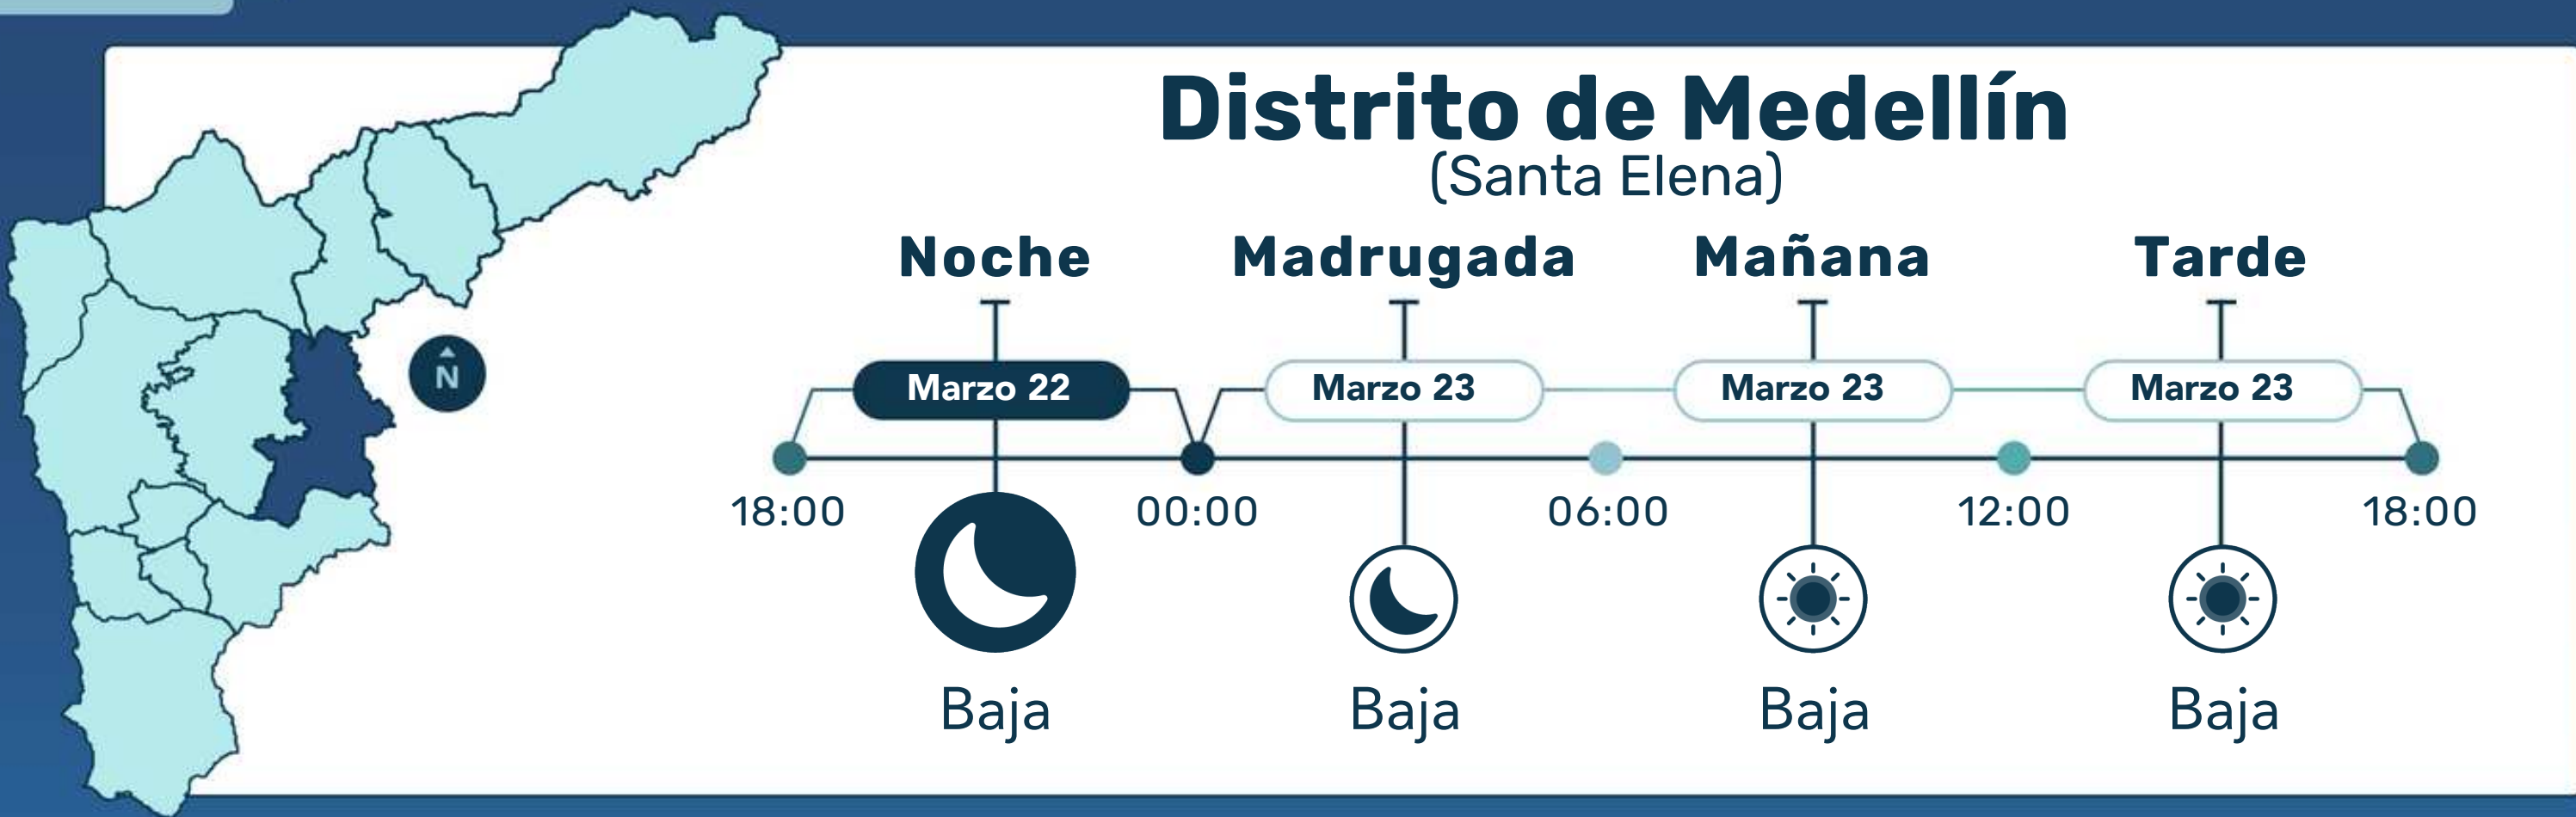 Distrito de Medellín
(Santa Elena)
Noche Madrugada Mañana Tarde
N
Marzo 22 Marzo 23 Marzo 23 Marzo 23
18:00 00:00 06:00 12:00 18:00
Baja Baja Baja Baja